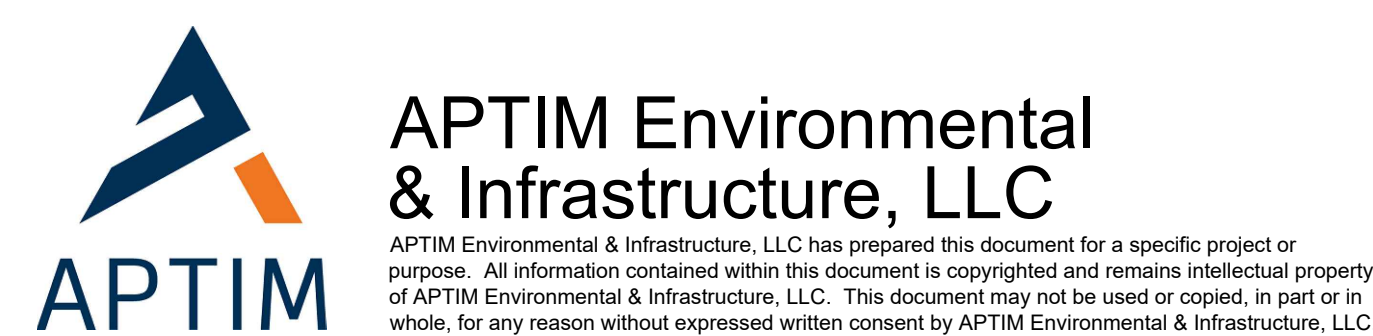 APTIM
APTIM Environmental
& Infrastructure, LLC
APTIM Environmental & Infrastructure, LLC has prepared this document for a specific project or
purpose.  All information contained within this document is copyrighted and remains intellectual property
of APTIM Environmental & Infrastructure, LLC.  This document may not be used or copied, in part or in
whole, for any reason without expressed written consent by APTIM Environmental & Infrastructure, LLC